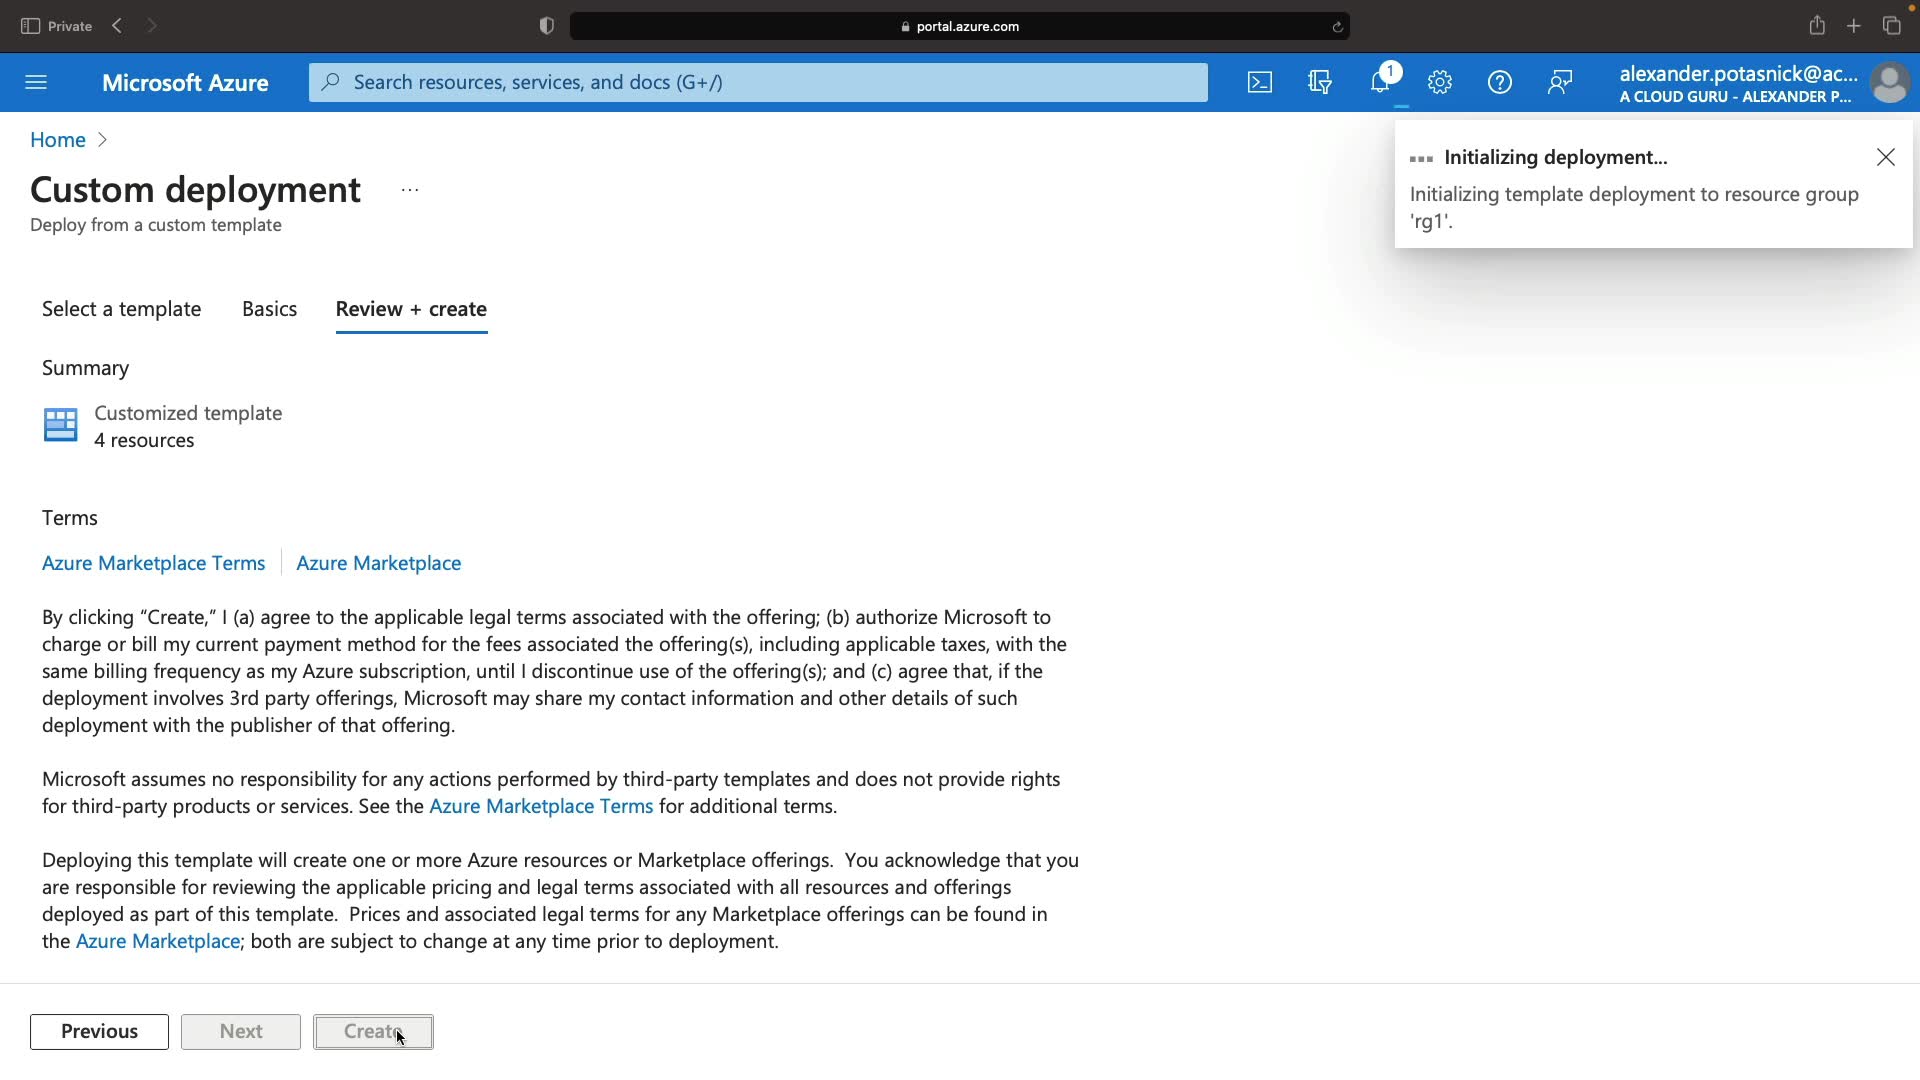 Private
portal.azure.com
Microsoft Azure
Search resources, services, and docs (G+/)
1
alexander.potasnick@ac...
A CLOUD GURU - ALEXANDER P...
Home
Initializing deployment...
Initializing template deployment to resource group
'rg1'.
Custom deployment
...
Deploy from a custom template
Select a template
Basics
Review + create
Summary
Customized template
4 resources
Terms
Azure Marketplace Terms
Azure Marketplace
By clicking “Create,” I (a) agree to the applicable legal terms associated with the offering; (b) authorize Microsoft to
charge or bill my current payment method for the fees associated the offering(s), including applicable taxes, with the
same billing frequency as my Azure subscription, until I discontinue use of the offering(s); and (c) agree that, if the
deployment involves 3rd party offerings, Microsoft may share my contact information and other details of such
deployment with the publisher of that offering.
Microsoft assumes no responsibility for any actions performed by third-party templates and does not provide rights
for third-party products or services. See the Azure Marketplace Terms for additional terms.
Deploying this template will create one or more Azure resources or Marketplace offerings.  You acknowledge that you
are responsible for reviewing the applicable pricing and legal terms associated with all resources and offerings
deployed as part of this template.  Prices and associated legal terms for any Marketplace offerings can be found in
the Azure Marketplace; both are subject to change at any time prior to deployment.
Previous
Next
Create